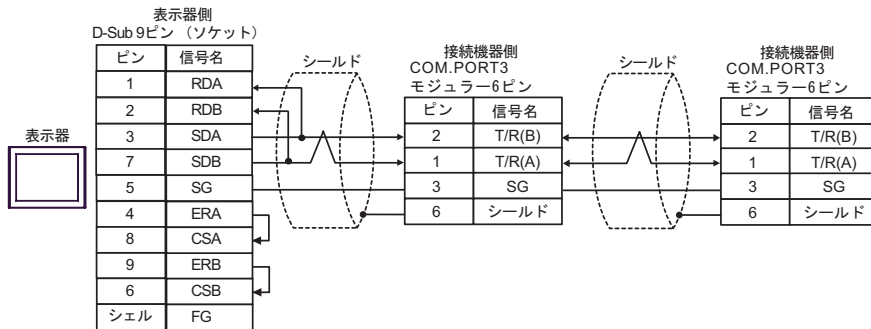 表示器側
D-Sub 9ピン （ソケット）
ピン 信号名
1 RDA
2 RDB
3 SDA
7 SDB
5 SG
4 ERA
8 CSA
9 ERB
6 CSB
シェル FG
表示器
シールド
接続機器側
COM.PORT3
モジュラー6ピン
ピン 信号名
2 T/R(B)
1 T/R(A)
3 SG
6 シールド
シールド
接続機器側
COM.PORT3
モジュラー6ピン
ピン 信号名
2 T/R(B)
1 T/R(A)
3 SG
6 シールド